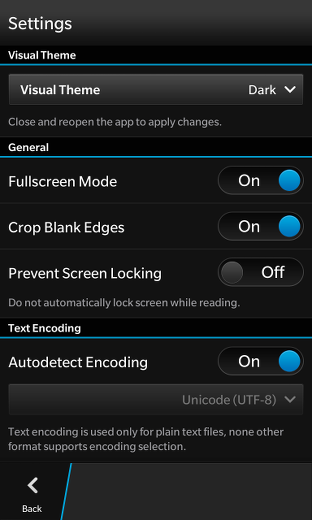 Settings
Visual Theme
Visual Theme Dark
Close and reopen the app to apply changes.
General
Fullscreen Mode On
Crop Blank Edges On
Prevent Screen Locking Off
Do not automatically lock screen while reading.
Text Encoding
Autodetect Encoding On
Unicode (UTF-8)
Text encoding is used only for plain text files, none other
format supports encoding selection.
Back